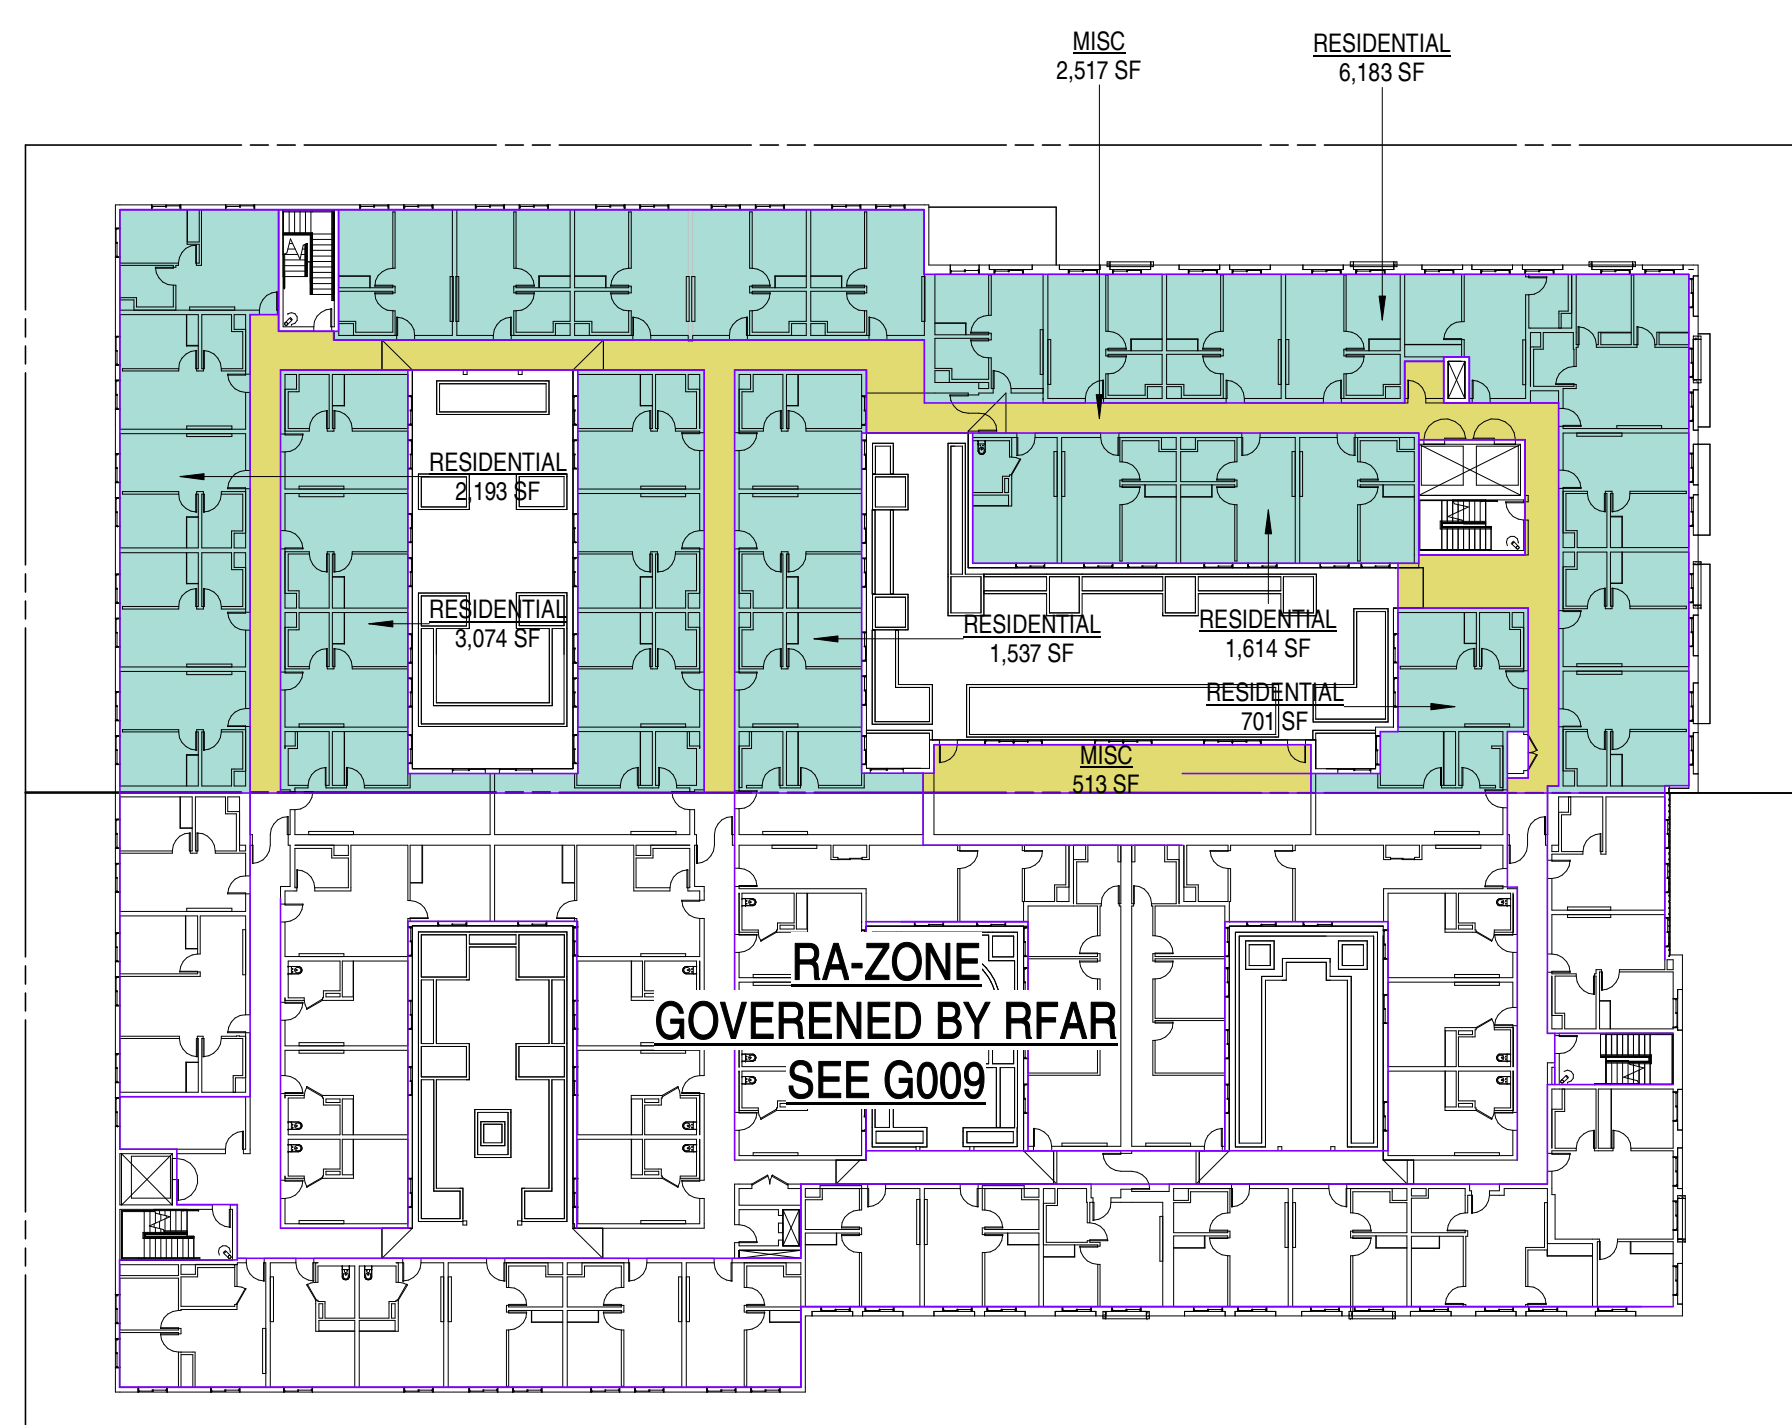 MISC
2,517 SF
RESIDENTIAL
6,183 SF
RESIDENTIAL
2,193 SF
RESIDENTIAL
3,074 SF
RESIDENTIAL
1,537 SF
RESIDENTIAL
1,614 SF
RESIDENTIAL
701 SF
MISC
513 SF
RA-ZONE
GOVERENED BY RFAR
SEE G009